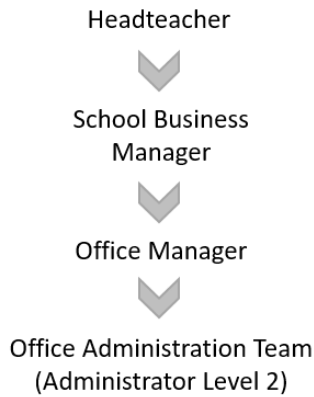 Headteacher
School Business
Manager
Office Manager
Office Administration Team
(Administrator Level 2)